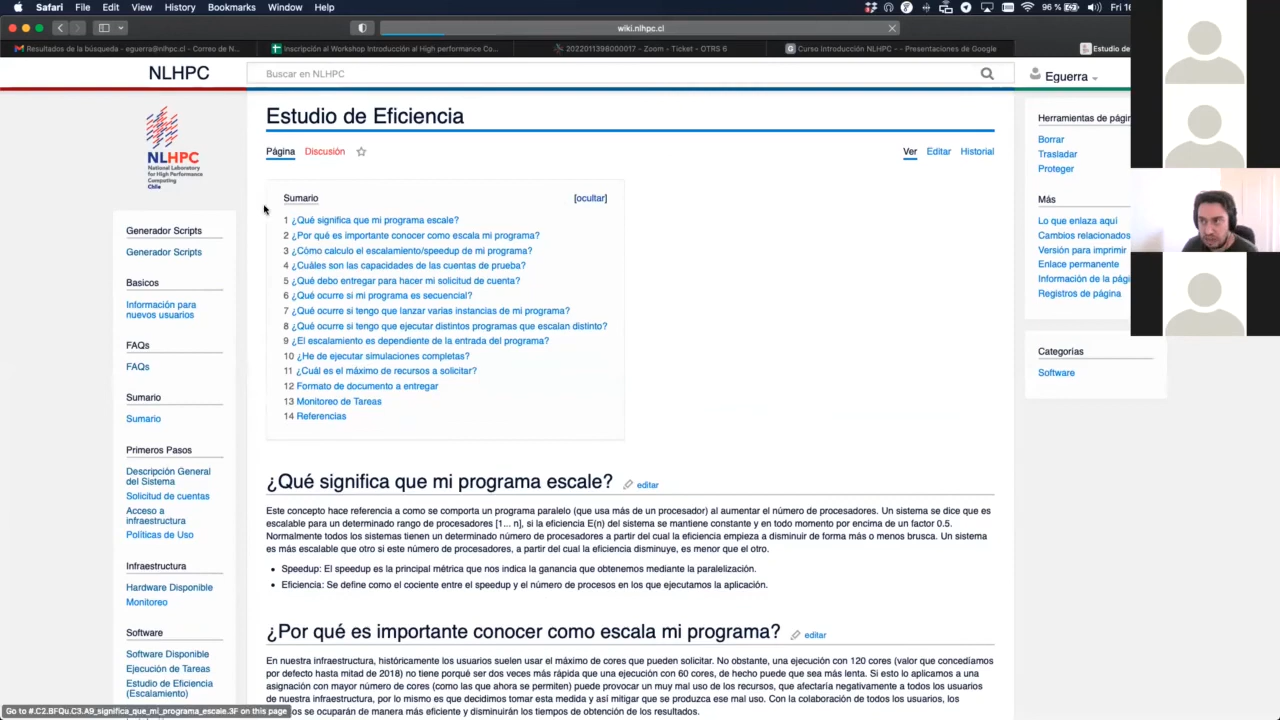 Safari File Edit View History Bookmarks Window Help
96 % Fri 16
wiki.nlhpc.cl
Resultados de la búsqueda - eguerra@nlhpc.cl - Correo de N...
Inscripción al Workshop Introducción al High performance Co...
2022011398000017 - Zoom - Ticket - OTRS 6
Curso Introducción NLHPC - - Presentaciones de Google
Estudio de
NLHPC
Buscar en NLHPC
Eguerra
NLHPC
National Laboratory
for High Performance
Computing
Chile
Generador Scripts
Generador Scripts
Basicos
Información para
nuevos usuarios
FAQs
FAQs
Sumario
Sumario
Primeros Pasos
Descripción General
del Sistema
Solicitud de cuentas
Acceso a
infraestructura
Políticas de Uso
Infraestructura
Hardware Disponible
Monitoreo
Software
Software Disponible
Ejecución de Tareas
Estudio de Eficiencia
(Escalamiento)
Go to #.C2.BFQu.C3.A9_significa_que_mi_programa_escale.3F on this page
Estudio de Eficiencia
Página Discusión
Ver Editar Historial
Sumario [ocultar]
1 ¿Qué significa que mi programa escale?
2 ¿Por qué es importante conocer como escala mi programa?
3 ¿Cómo calculo el escalamiento/speedup de mi programa?
4 ¿Cuáles son las capacidades de las cuentas de prueba?
5 ¿Qué debo entregar para hacer mi solicitud de cuenta?
6 ¿Qué ocurre si mi programa es secuencial?
7 ¿Qué ocurre si tengo que lanzar varias instancias de mi programa?
8 ¿Qué ocurre si tengo que ejecutar distintos programas que escalan distinto?
9 ¿El escalamiento es dependiente de la entrada del programa?
10 ¿He de ejecutar simulaciones completas?
11 ¿Cuál es el máximo de recursos a solicitar?
12 Formato de documento a entregar
13 Monitoreo de Tareas
14 Referencias
¿Qué significa que mi programa escale? editar
Este concepto hace referencia a como se comporta un programa paralelo (que usa más de un procesador) al aumentar el número de procesadores. Un sistema se dice que es
escalable para un determinado rango de procesadores [1... n], si la eficiencia E(n) del sistema se mantiene constante y en todo momento por encima de un factor 0.5.
Normalmente todos los sistemas tienen un determinado número de procesadores a partir del cual la eficiencia empieza a disminuir de forma más o menos brusca. Un sistema
es más escalable que otro si este número de procesadores, a partir del cual la eficiencia disminuye, es menor que el otro.
• Speedup: El speedup es la principal métrica que nos indica la ganancia que obtenemos mediante la paralelización.
• Eficiencia: Se define como el cociente entre el speedup y el número de procesos en los que ejecutamos la aplicación.
¿Por qué es importante conocer como escala mi programa? editar
En nuestra infraestructura, históricamente los usuarios suelen usar el máximo de cores que pueden solicitar. No obstante, una ejecución con 120 cores (valor que concedíamos
por defecto hasta mitad de 2018) no tiene porqué ser dos veces más rápida que una ejecución con 60 cores, de hecho puede que sea más lenta. Si esto lo aplicamos a una
asignación con mayor número de cores (como las que ahora se permiten) puede provocar un muy mal uso de los recursos, que afectaría negativamente a todos los usuarios
de nuestra infraestructura, por lo mismo es que decidimos tomar esta medida y así mitigar que se produzca ese mal uso. Con la colaboración de todos los usuarios, los
os se ocuparán de manera más eficiente y disminuirán los tiempos de obtención de los resultados.
Herramientas de págin
Borrar
Trasladar
Proteger
Más
Lo que enlaza aquí
Cambios relacionados
Versión para imprimir
Enlace permanente
Información de la pági
Registros de página
Categorías
Software